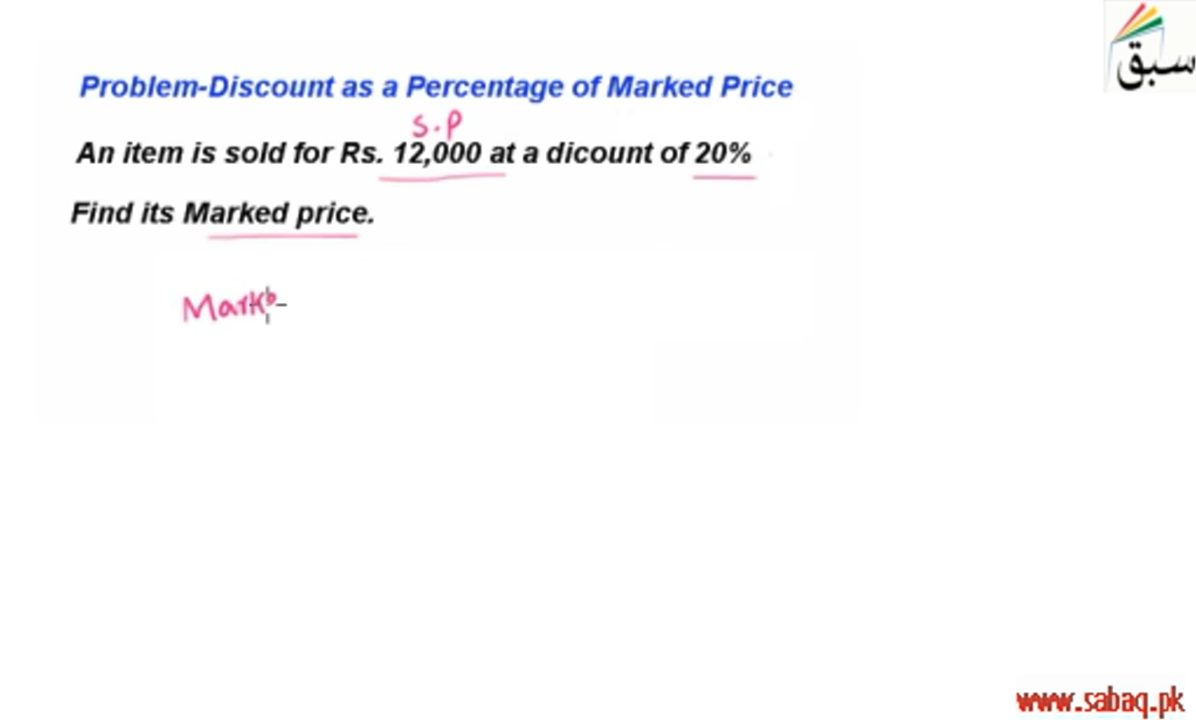 سبق
Problem-Discount as a Percentage of Marked Price
S.P
An item is sold for Rs. 12,000 at a dicount of 20%
Find its Marked price.
Mark
www.sabaq.pk